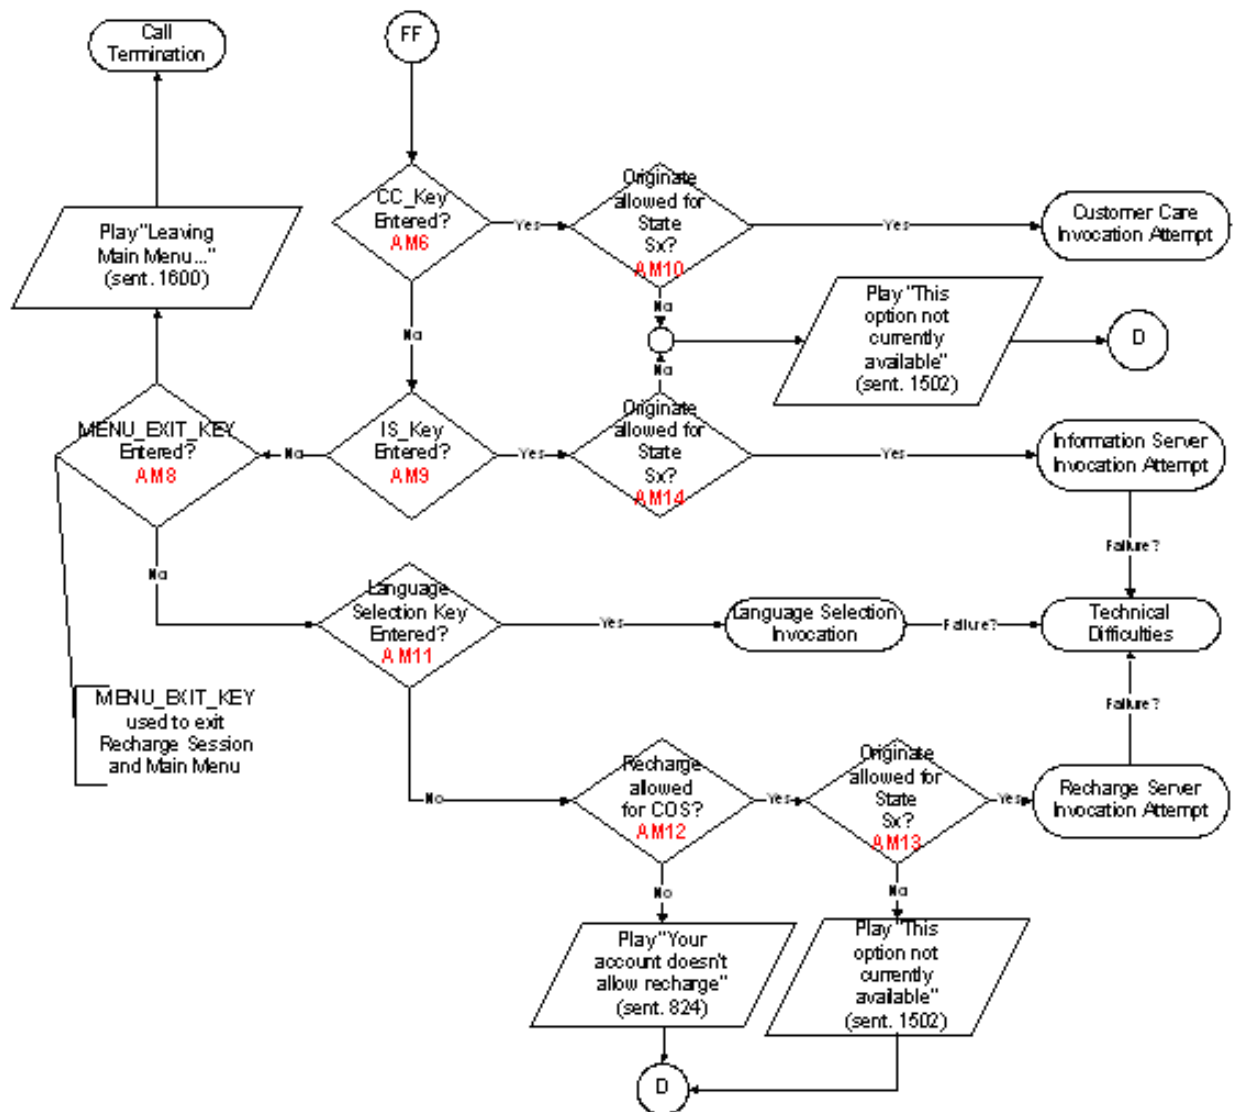 Call
Termination
FF
CC_Key
Entered?
AM6
Yes
Originate
allowed for
State
Sx?
AM10
Yes
Customer Care
Invocation Attempt
Play "Leaving
Main Menu..."
(sent. 1600)
No
No
Play "This
option not
currently
available"
(sent. 1502)
D
No
MENU_EXIT_KEY
Entered?
AM8
No
IS_Key
Entered?
AM9
Yes
Originate
allowed for
State
Sx?
AM14
Yes
Information Server
Invocation Attempt
Failure?
No
Language
Selection Key
Entered?
AM11
Yes
Language Selection
Invocation
Failure?
Technical
Difficulties
MENU_EXIT_KEY
used to exit
Recharge Session
and Main Menu
Failure?
No
Recharge
allowed
for COS?
AM12
Yes
Originate
allowed for
State
Sx?
AM13
Yes
Recharge Server
Invocation Attempt
No
No
Play "Your
account doesn't
allow recharge"
(sent. 824)
Play "This
option not
currently
available"
(sent. 1502)
D